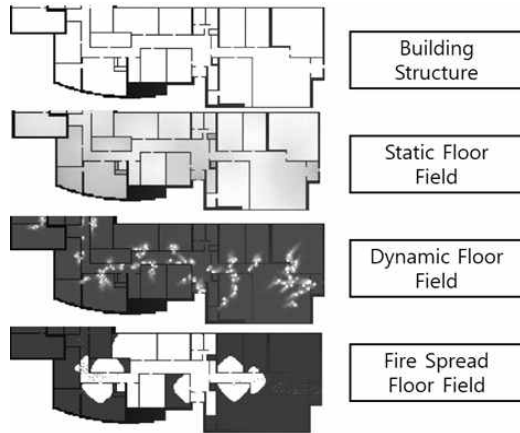 Building
Structure
Static Floor
Field
Dynamic Floor
Field
Fire Spread
Floor Field